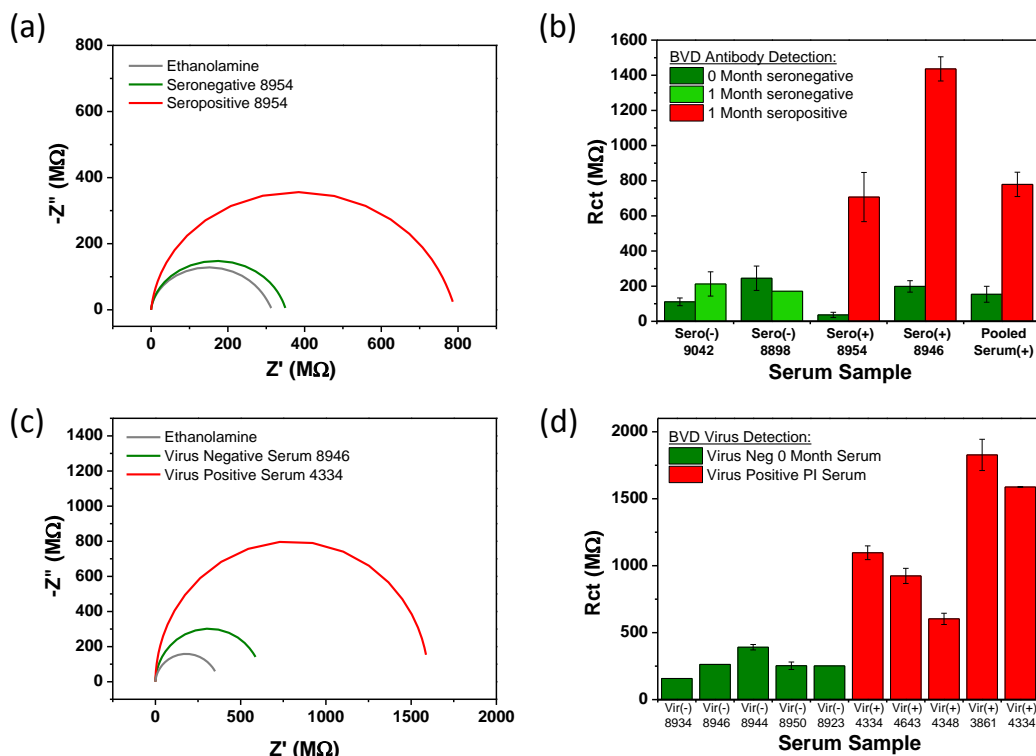 (a)
800
600
400
200
0
-Z" (MΩ)
Ethanolamine
Seronegative 8954
Seropositive 8954
0 200 400 600 800
Z' (MΩ)
(b)
1600
1400
1200
1000
800
600
400
200
0
Rct (MΩ)
BVD Antibody Detection:
0 Month seronegative
1 Month seronegative
1 Month seropositive
Sero(-) Sero(-) Sero(+) Sero(+) Pooled
9042 8898 8954 8946 Serum(+)
Serum Sample
(c)
1400
1200
1000
800
600
400
200
0
-Z" (MΩ)
Ethanolamine
Virus Negative Serum 8946
Virus Positive Serum 4334
0 500 1000 1500 2000
Z' (MΩ)
(d)
2000
1500
1000
500
0
Rct (MΩ)
BVD Virus Detection:
Virus Neg 0 Month Serum
Virus Positive PI Serum
Vir(-) Vir(-) Vir(-) Vir(-) Vir(-) Vir(+) Vir(+) Vir(+) Vir(+) Vir(+)
8934 8946 8944 8950 8923 4334 4643 4348 3861 4334
Serum Sample